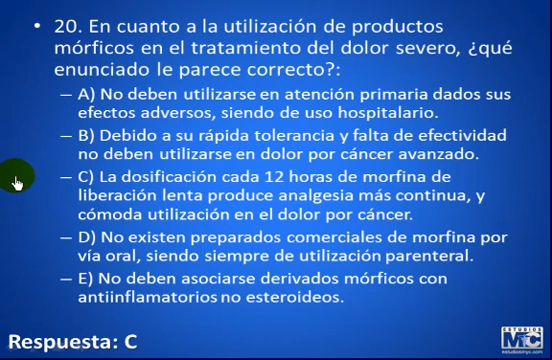 • 20. En cuanto a la utilización de productos
mórficos en el tratamiento del dolor severo, ¿qué
enunciado le parece correcto?:
– A) No deben utilizarse en atención primaria dados sus
efectos adversos, siendo de uso hospitalario.
– B) Debido a su rápida tolerancia y falta de efectividad
no deben utilizarse en dolor por cáncer avanzado.
– C) La dosificación cada 12 horas de morfina de
liberación lenta produce analgesia más continua, y
cómoda utilización en el dolor por cáncer.
– D) No existen preparados comerciales de morfina por
vía oral, siendo siempre de utilización parenteral.
– E) No deben asociarse derivados mórficos con
antiinflamatorios no esteroideos.
Respuesta: C
ESTUDIOS
MyC
estudiosmyc.com